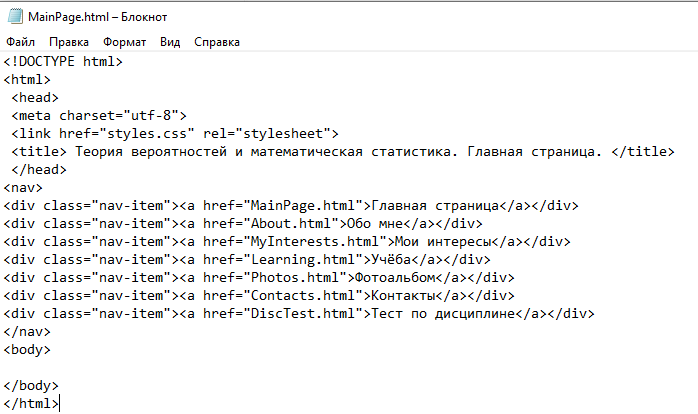 MainPage.html – Блокнот
Файл Правка Формат Вид Справка
<!DOCTYPE html>
<html>
 <head>
 <meta charset="utf-8">
 <link href="styles.css" rel="stylesheet">
 <title> Теория вероятностей и математическая статистика. Главная страница. </title>
 </head>
<nav>
<div class="nav-item"><a href="MainPage.html">Главная страница</a></div>
<div class="nav-item"><a href="About.html">Обо мне</a></div>
<div class="nav-item"><a href="MyInterests.html">Мои интересы</a></div>
<div class="nav-item"><a href="Learning.html">Учёба</a></div>
<div class="nav-item"><a href="Photos.html">Фотоальбом</a></div>
<div class="nav-item"><a href="Contacts.html">Контакты</a></div>
<div class="nav-item"><a href="DiscTest.html">Тест по дисциплине</a></div>
</nav>
<body>

</body>
</html>